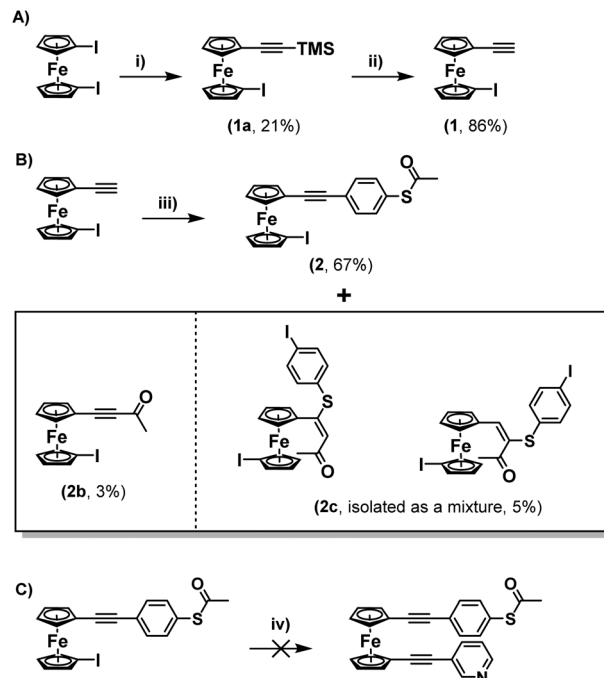 A)
I
Fe
I
i)
TMS
Fe
I
(1a, 21%)
ii)
Fe
I
(1, 86%)
B)
Fe
I
iii)
O
S
Fe
I
(2, 67%)
+
O
Fe
I
(2b, 3%)
I
S
Fe
I
O
I
S
Fe
I
O
(2c, isolated as a mixture, 5%)
C)
O
S
Fe
I
iv)
O
S
Fe
N